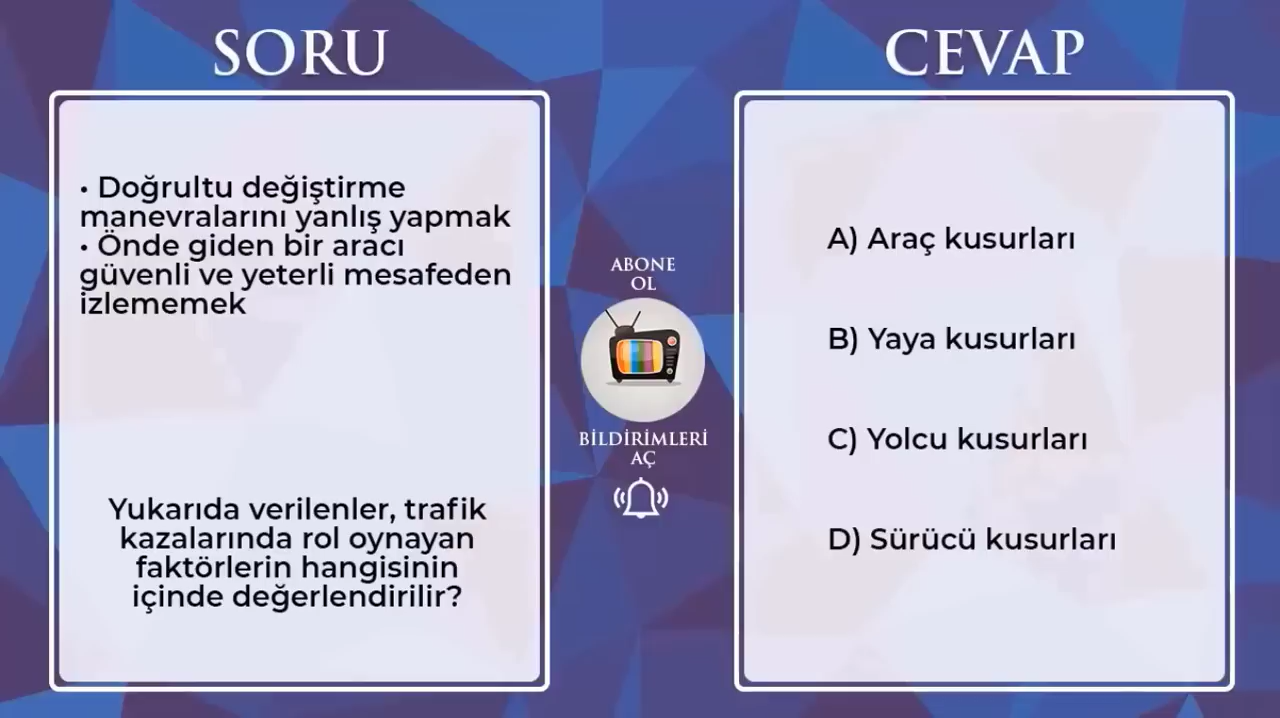 SORU
• Doğrultu değiştirme
manevralarını yanlış yapmak
• Önde giden bir aracı
güvenli ve yeterli mesafeden
izlememek
Yukarıda verilenler, trafik
kazalarında rol oynayan
faktörlerin hangisinin
içinde değerlendirilir?
ABONE
OL
BİLDİRİMLERİ
AÇ
CEVAP
A) Araç kusurları
B) Yaya kusurları
C) Yolcu kusurları
D) Sürücü kusurları